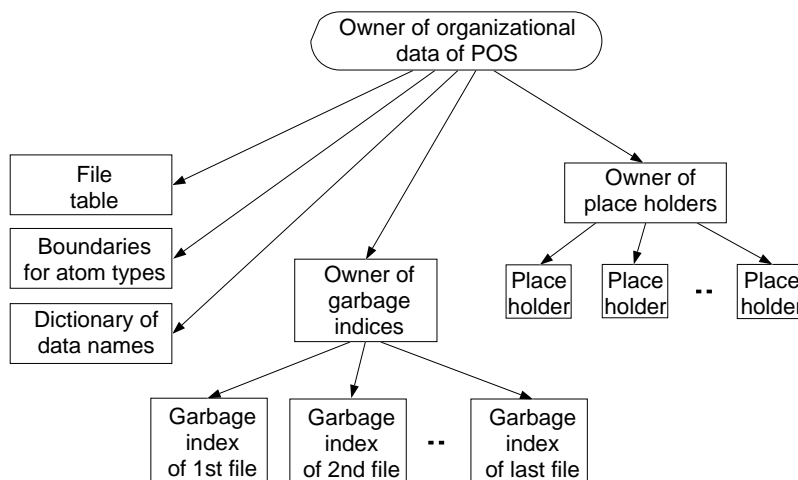 Owner of organizational
data of POS
File
table
Boundaries
for atom types
Dictionary of
data names
Owner of
garbage
indices
Owner of
place holders
Place
holder
Place
holder
--
Place
holder
Garbage
index
of 1st file
Garbage
index
of 2nd file
--
Garbage
index
of last file